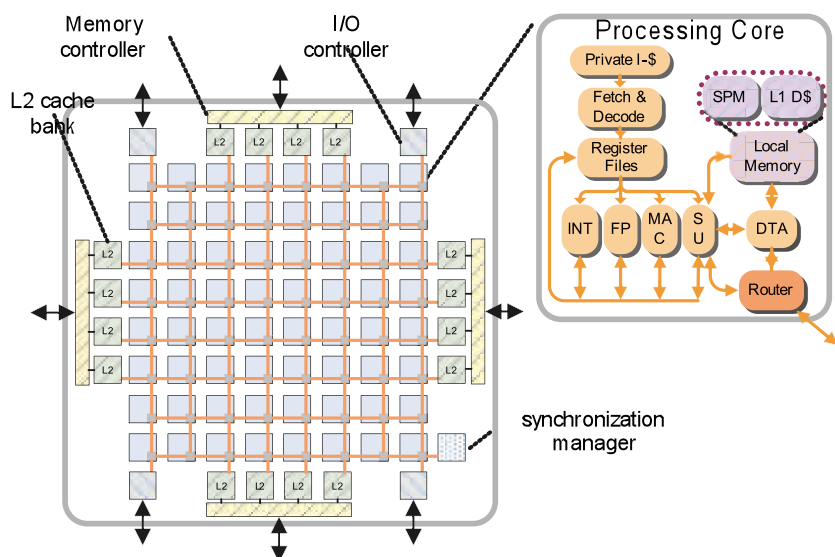 Memory
controller
I/O
controller
L2 cache
bank
L2 L2 L2 L2
L2 L2
L2 L2
L2 L2
L2 L2
L2 L2 L2 L2
synchronization
manager
Processing Core
Private I-$
Fetch &
Decode
Register
Files
SPM L1 D$
Local
Memory
INT FP MA
C S
U DTA
Router